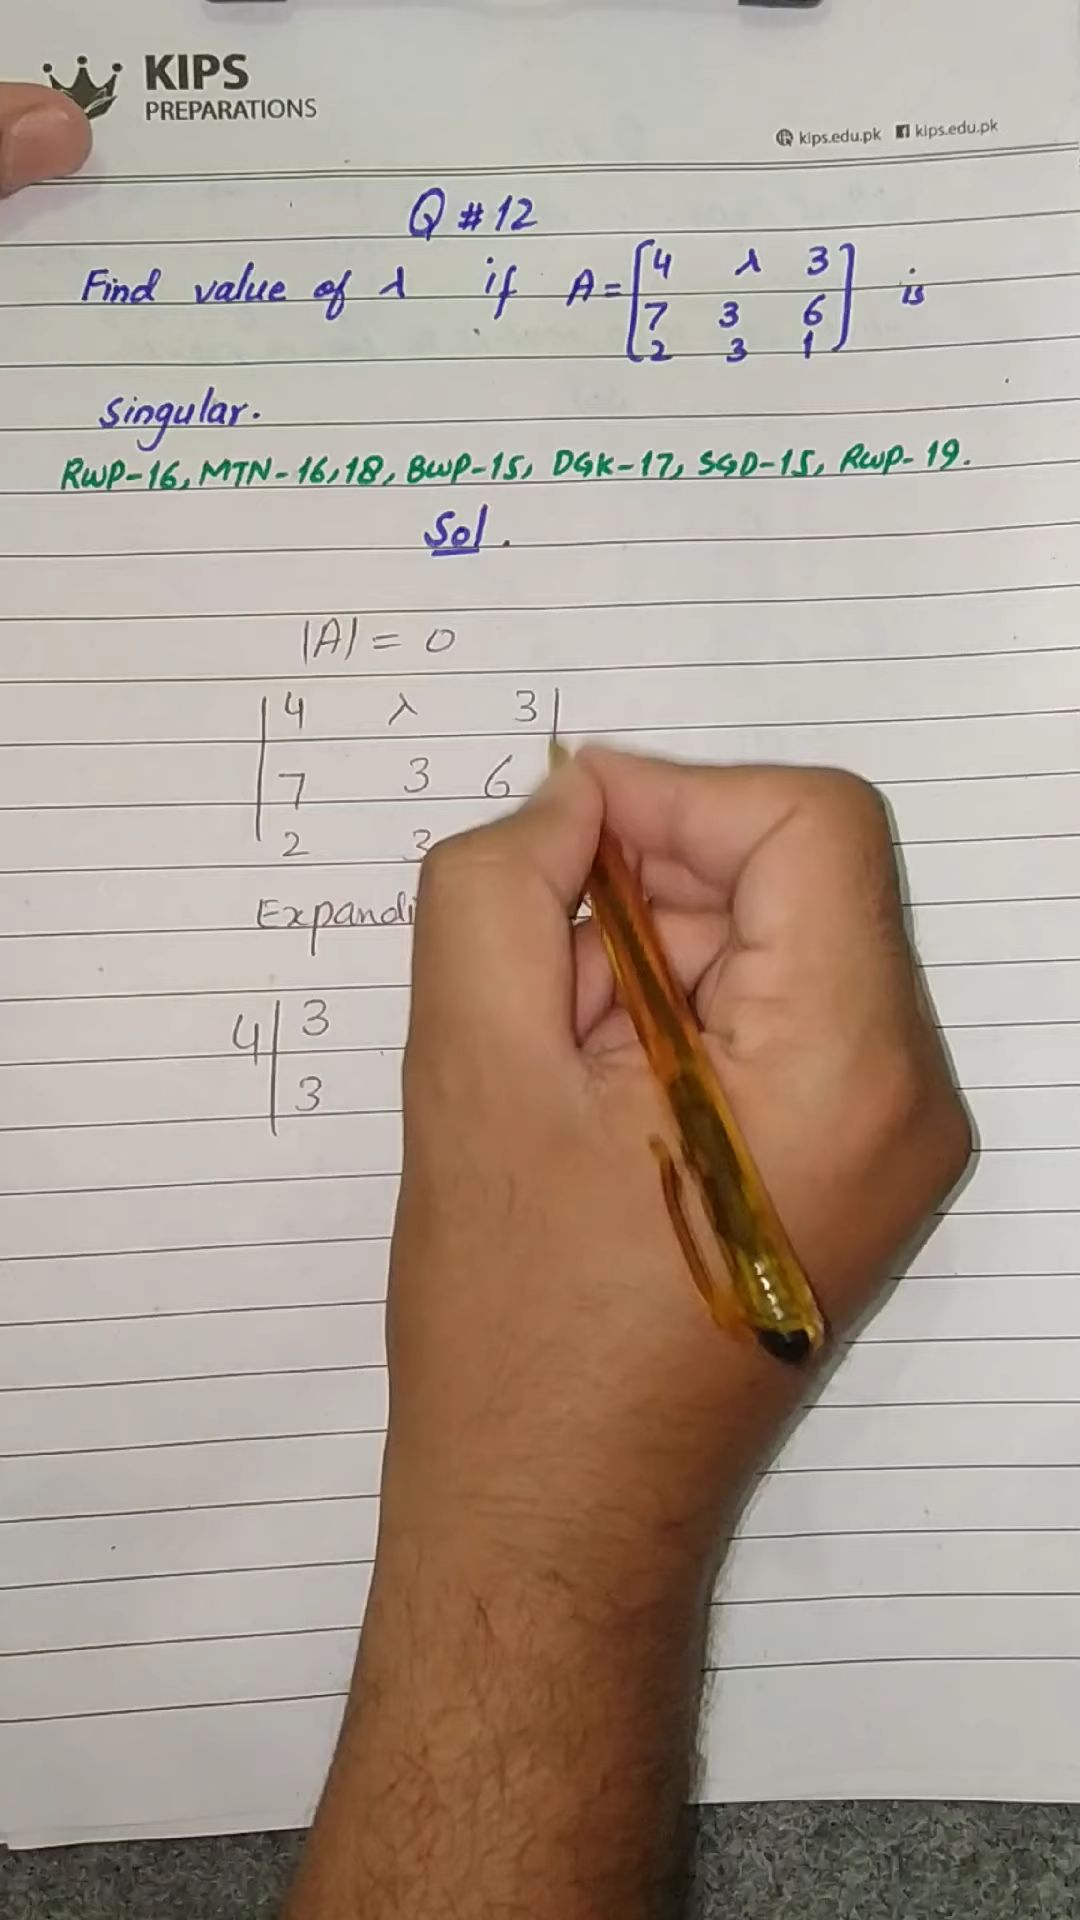 KIPS
PREPARATIONS
kips.edu.pk kips.edu.pk
Q # 12
Find value of λ if A = [4 λ 3
7 3 6
2 3 1] is
Singular.
RWP-16, MTN-16,18, BWP-15, DGK-17, SGD-15, RWP-19.
Sol.
|A| = 0
|4 λ 3|
7 3 6
2 3
4|3
3